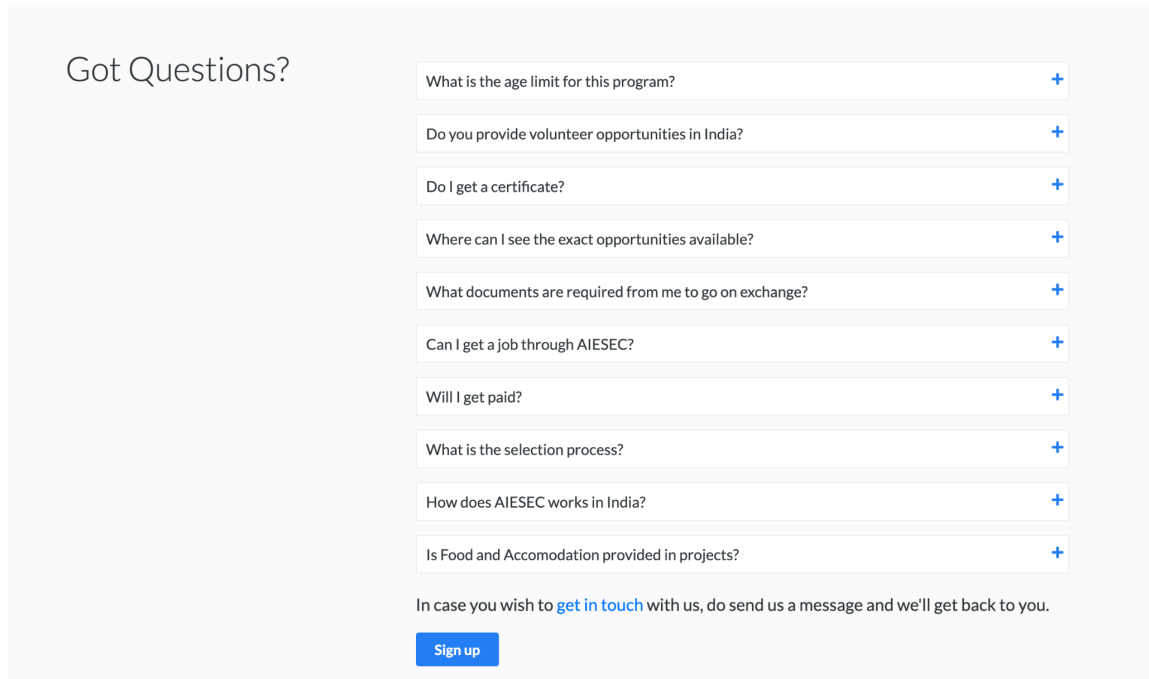 Got Questions?
What is the age limit for this program?
Do you provide volunteer opportunities in India?
Do I get a certificate?
Where can I see the exact opportunities available?
What documents are required from me to go on exchange?
Can I get a job through AIESEC?
Will I get paid?
What is the selection process?
How does AIESEC works in India?
Is Food and Accomodation provided in projects?
In case you wish to get in touch with us, do send us a message and we'll get back to you.
Sign up